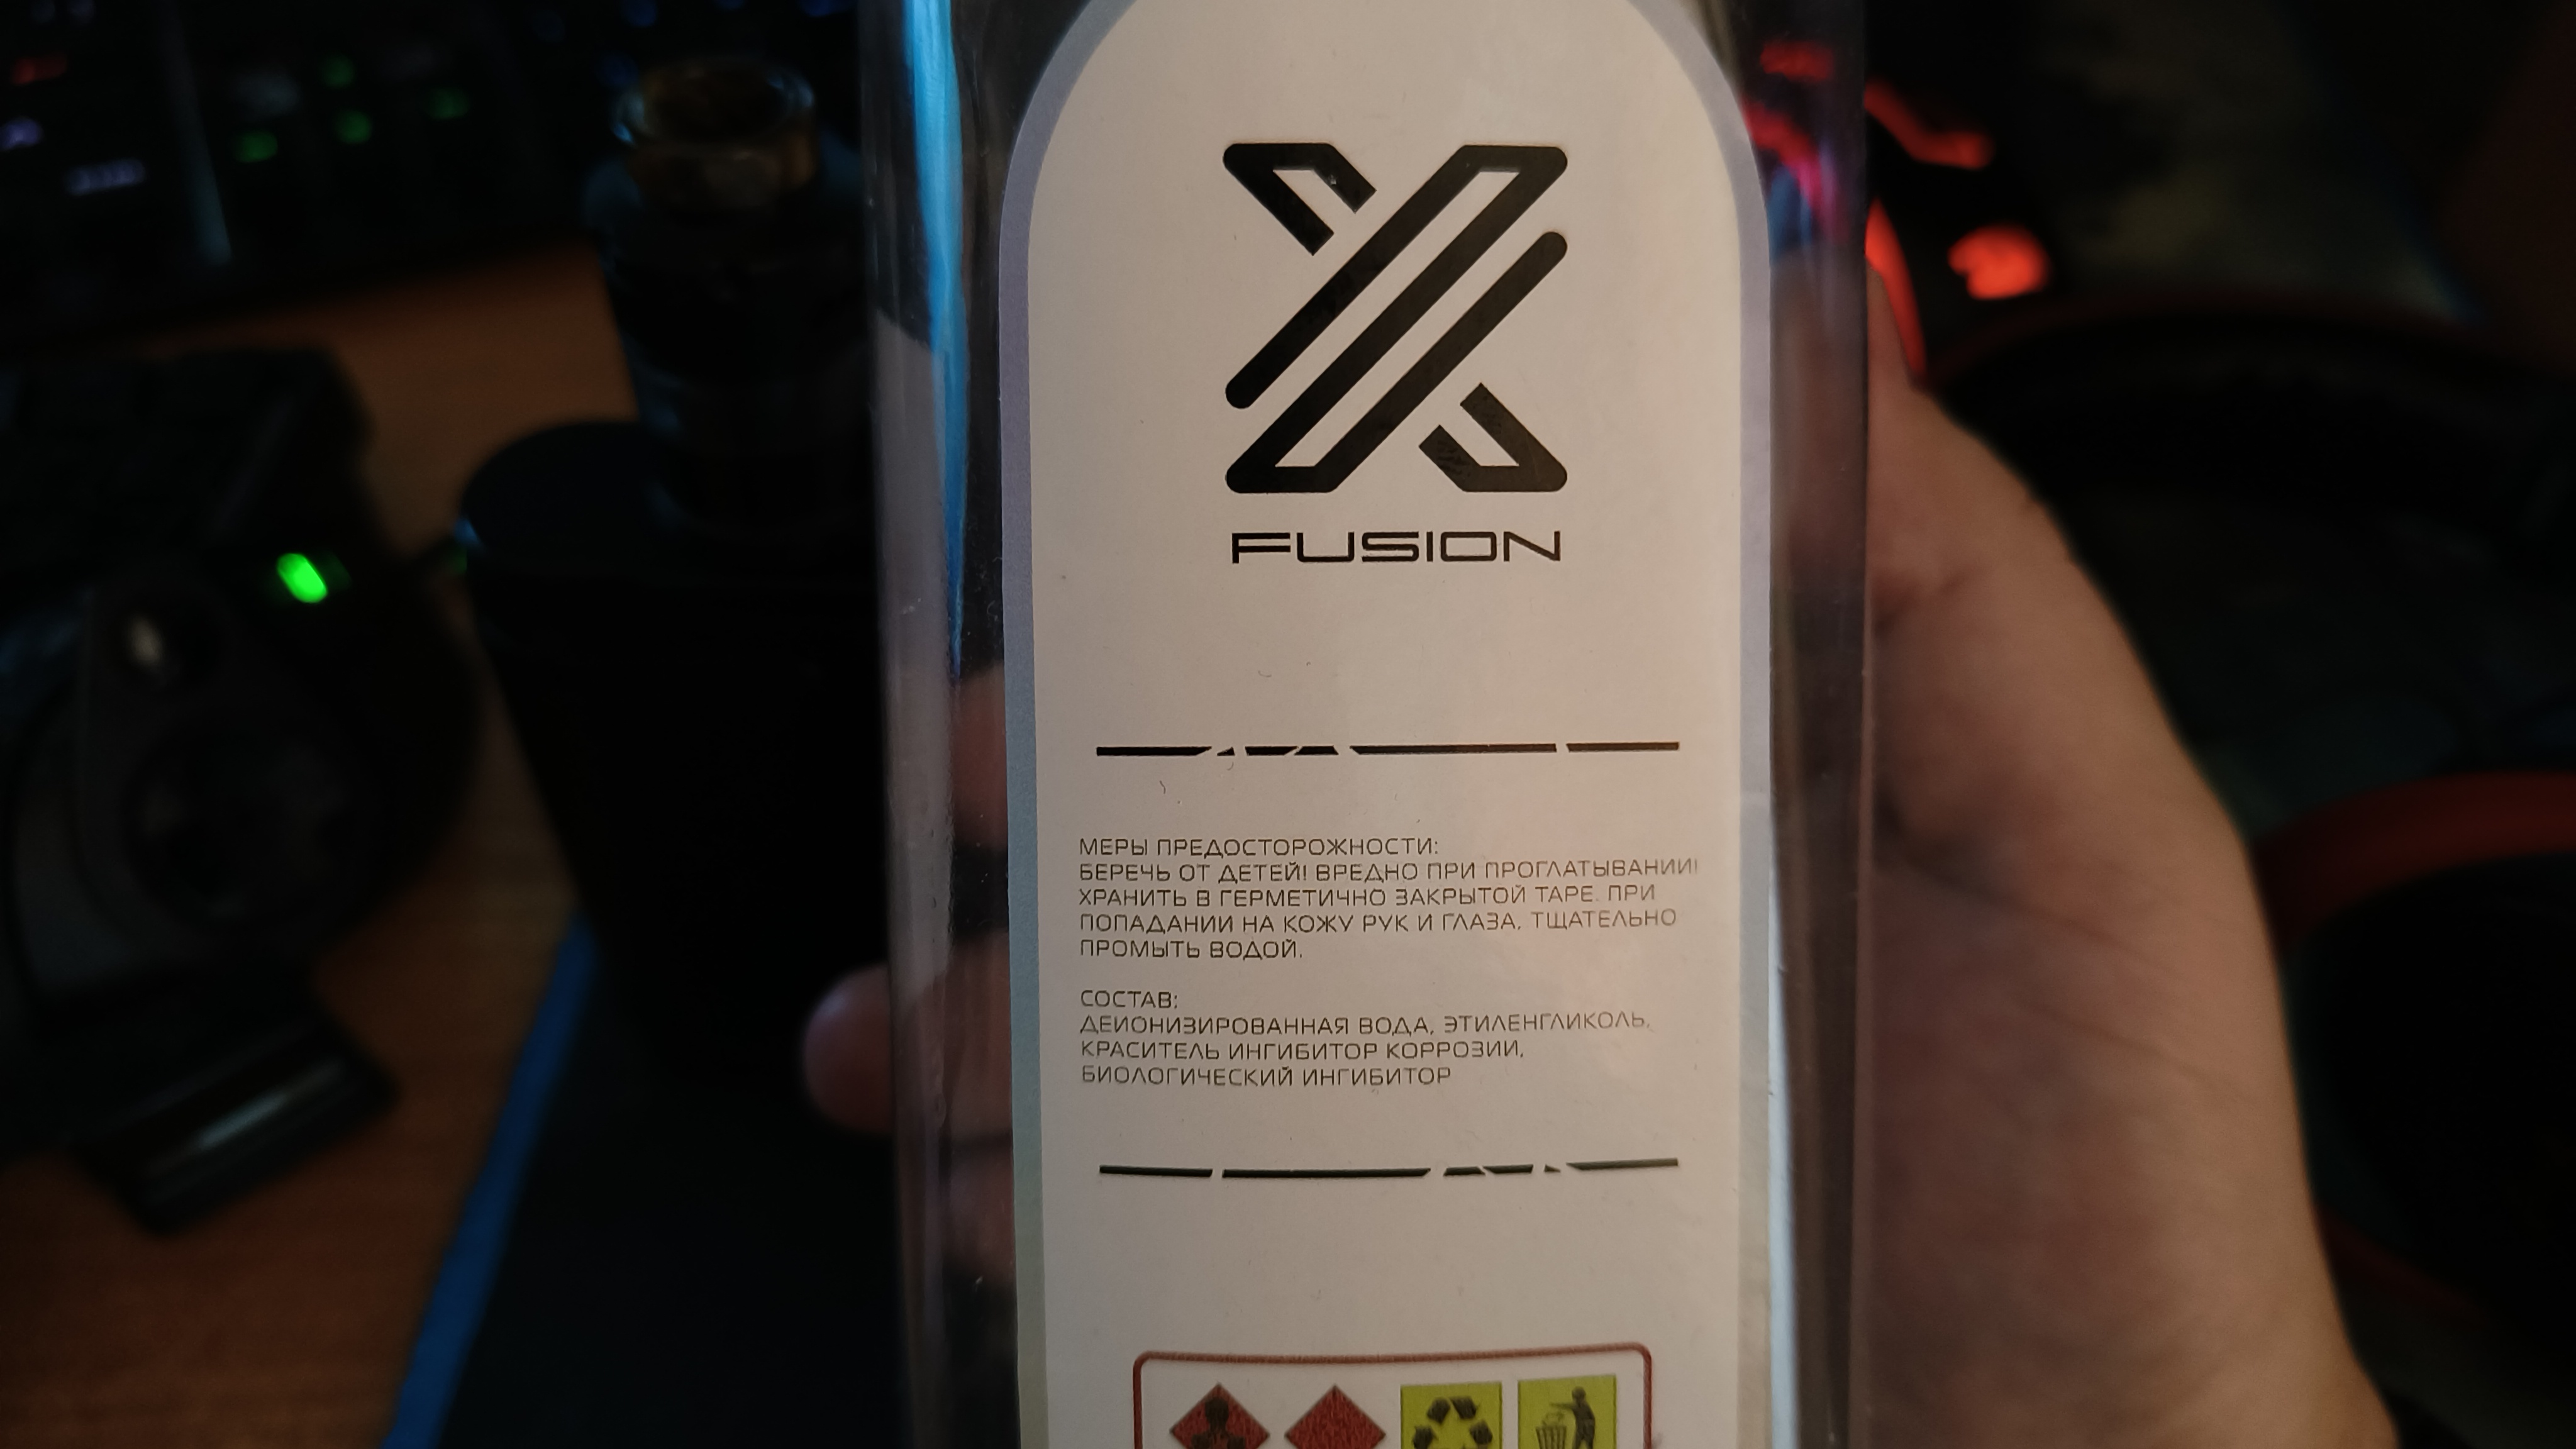 FUSION
МЕРЫ ПРЕДОСТОРОЖНОСТИ:
БЕРЕЧЬ ОТ ДЕТЕЙ! ВРЕДНО ПРИ ПРОГЛАТЫВАНИИ!
ХРАНИТЬ В ГЕРМЕТИЧНО ЗАКРЫТОЙ ТАРЕ. ПРИ
ПОПАДАНИИ НА КОЖУ РУК И ГЛАЗА, ТЩАТЕЛЬНО
ПРОМЫТЬ ВОДОЙ.
СОСТАВ:
ДЕИОНИЗИРОВАННАЯ ВОДА, ЭТИЛЕНГЛИКОЛЬ,
КРАСИТЕЛЬ ИНГИБИТОР КОРРОЗИИ,
БИОЛОГИЧЕСКИЙ ИНГИБИТОР